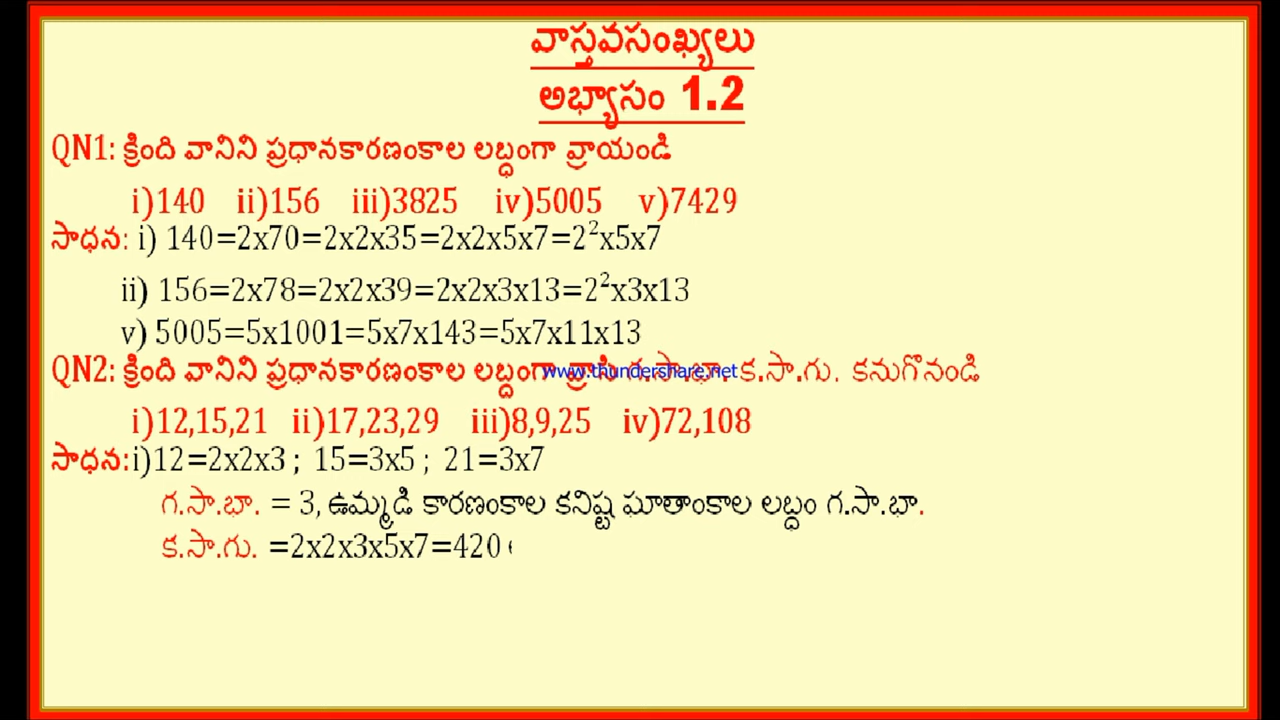 వాస్తవసంఖ్యలు
అభ్యాసం 1.2
QN1: క్రింది వానిని ప్రధానకారణంకాల లబ్ధంగా వ్రాయండి
i)140 ii)156 iii)3825 iv)5005 v)7429
సాధన: i) 140=2x70=2x2x35=2x2x5x7=2²x5x7
ii) 156=2x78=2x2x39=2x2x3x13=2²x3x13
v) 5005=5x1001=5x7x143=5x7x11x13
QN2: క్రింది వానిని ప్రధానకారణంకాల లబ్దంగా వ్రాసి గ.సా.భా. క.సా.గు. కనుగొనండి
www.thundershare.net
i)12,15,21 ii)17,23,29 iii)8,9,25 iv)72,108
సాధన:i)12=2x2x3 ; 15=3x5 ; 21=3x7
గ.సా.భా. = 3, ఉమ్మడి కారణంకాల కనిష్ట ఘాతాంకాల లబ్ధం గ.సా.భా.
క.సా.గు. =2x2x3x5x7=420